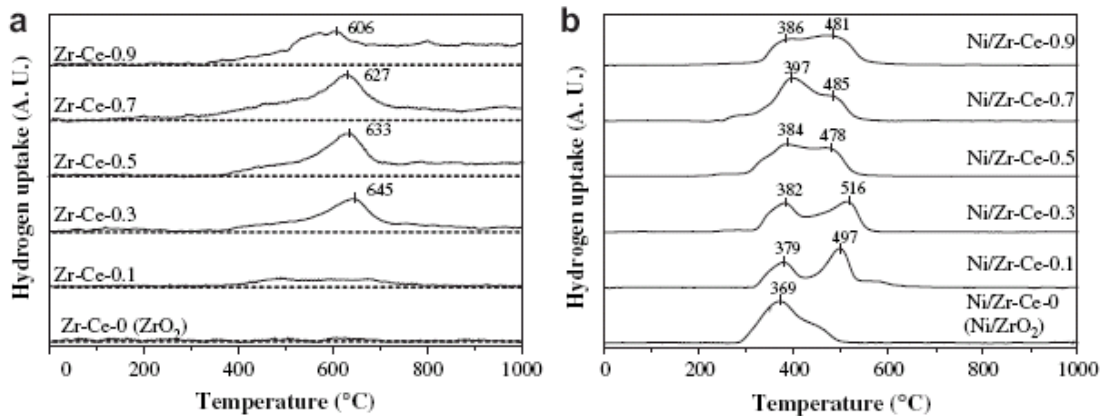 a
Hydrogen uptake (A. U.)
Zr-Ce-0.9
606
Zr-Ce-0.7
627
Zr-Ce-0.5
633
Zr-Ce-0.3
645
Zr-Ce-0.1
Zr-Ce-0 (ZrO₂)
0 200 400 600 800 1000
Temperature (°C)
b
Hydrogen uptake (A. U.)
386 481
Ni/Zr-Ce-0.9
397
485
Ni/Zr-Ce-0.7
384 478
Ni/Zr-Ce-0.5
382 516
Ni/Zr-Ce-0.3
379 497
Ni/Zr-Ce-0.1
369
Ni/Zr-Ce-0
(Ni/ZrO₂)
0 200 400 600 800 1000
Temperature (°C)